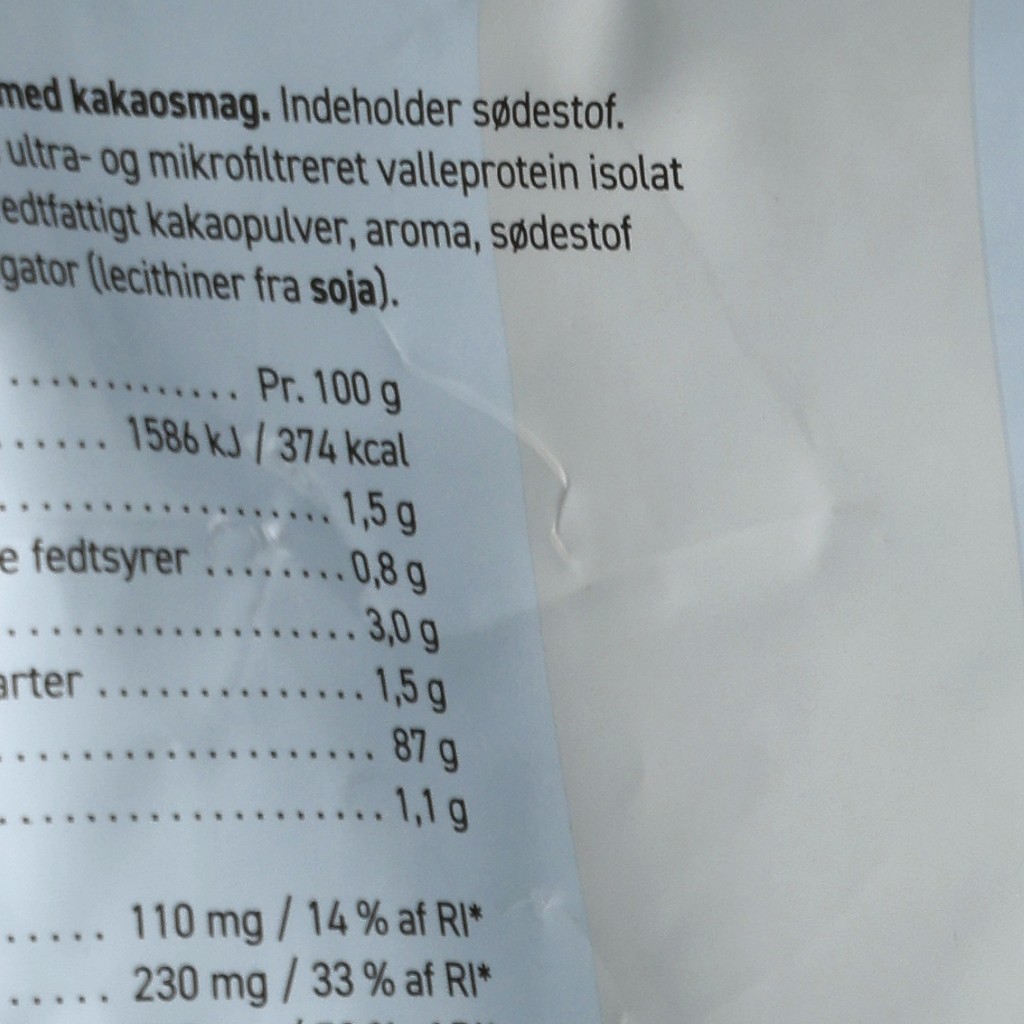 med kakaosmag. Indeholder sødestof.
ultra- og mikrofiltreret valleprotein isolat
edtfattigt kakaopulver, aroma, sødestof
gator (lecithiner fra soja).
............. Pr. 100 g
...... 1586 kJ / 374 kcal
................. 1,5 g
e fedtsyrer ........ 0,8 g
.................. 3,0 g
arter .............. 1,5 g
.................... 87 g
.................... 1,1 g
..... 110 mg / 14 % af RI*
..... 230 mg / 33 % af RI*